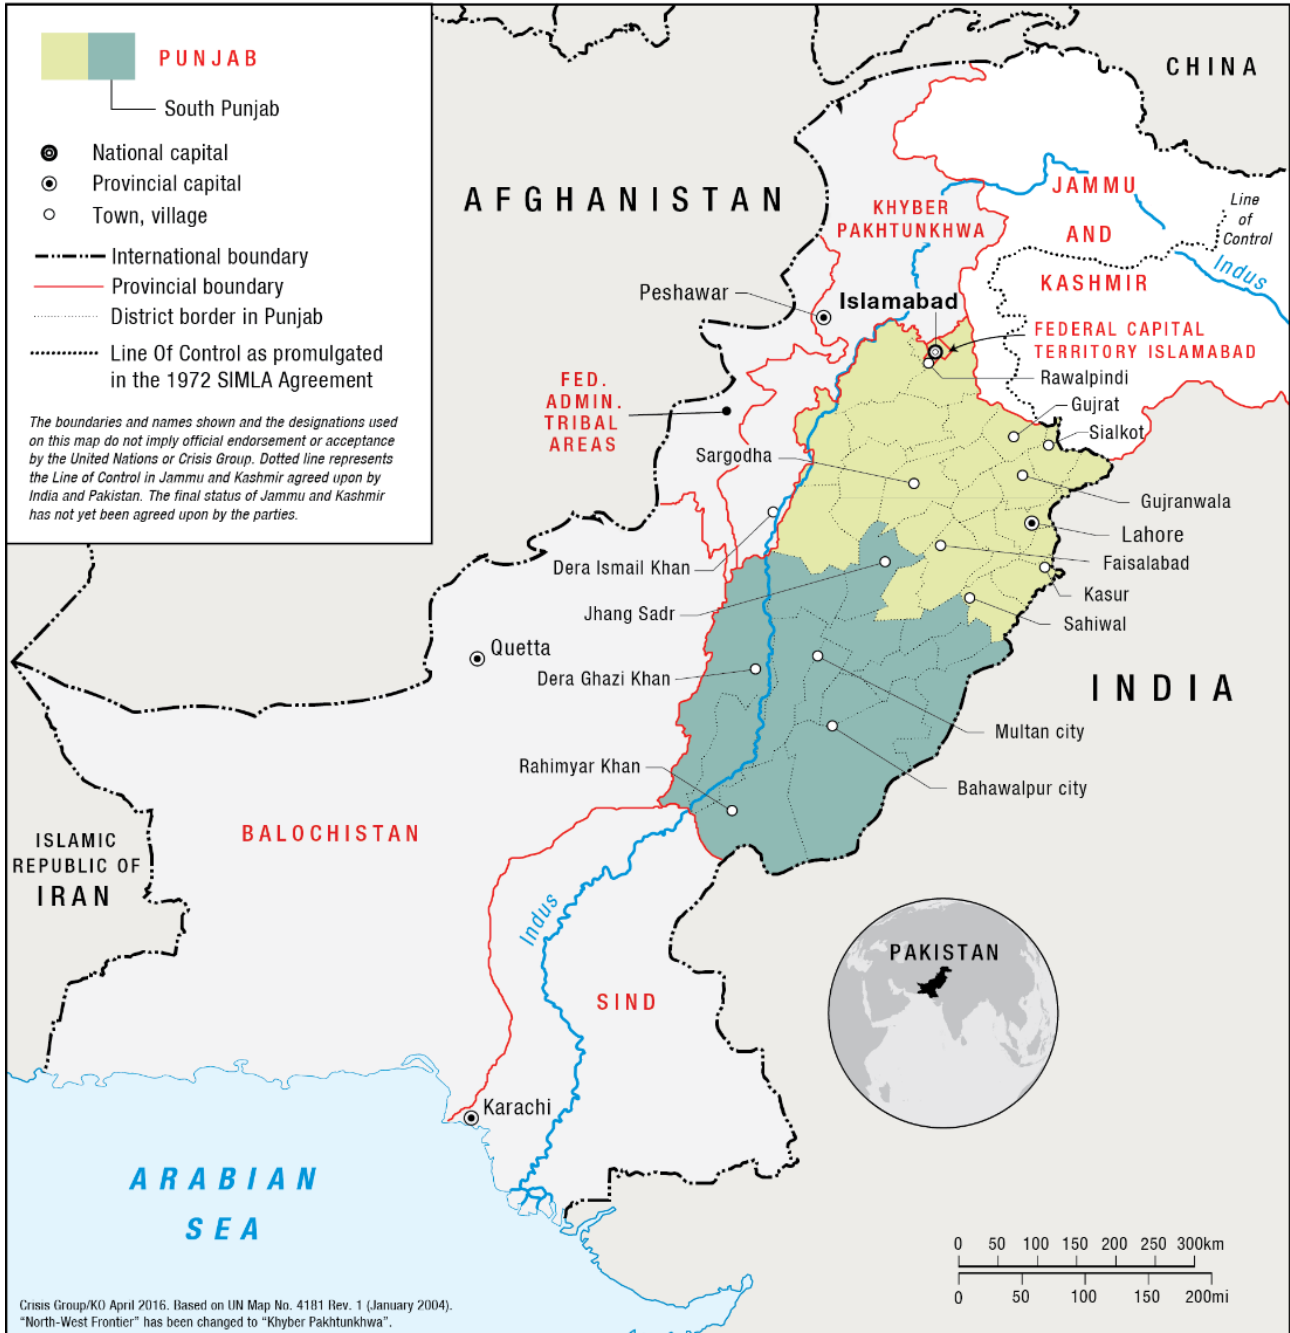 PUNJAB
South Punjab
National capital
Provincial capital
Town, village
International boundary
Provincial boundary
District border in Punjab
Line Of Control as promulgated
in the 1972 SIMLA Agreement
The boundaries and names shown and the designations used
on this map do not imply official endorsement or acceptance
by the United Nations or Crisis Group. Dotted line represents
the Line of Control in Jammu and Kashmir agreed upon by
India and Pakistan. The final status of Jammu and Kashmir
has not yet been agreed upon by the parties.
CHINA
AFGHANISTAN
JAMMU
AND
KASHMIR
Line
of
Control
Indus
KHYBER
PAKHTUNKHWA
Peshawar
Islamabad
FEDERAL CAPITAL
TERRITORY ISLAMABAD
Rawalpindi
FED.
ADMIN.
TRIBAL
AREAS
Gujrat
Sialkot
Sargodha
Gujranwala
Lahore
Faisalabad
Dera Ismail Khan
Kasur
Jhang Sadr
Sahiwal
Quetta
Dera Ghazi Khan
INDIA
Multan city
Rahimyar Khan
Bahawalpur city
BALOCHISTAN
ISLAMIC
REPUBLIC OF
IRAN
Indus
PAKISTAN
SIND
Karachi
ARABIAN
SEA
0 50 100 150 200 300km
0 50 100 150 200mi
Crisis Group/KO April 2016. Based on UN Map No. 4181 Rev. 1 (January 2004).
“North-West Frontier” has been changed to “Khyber Pakhtunkhwa”.